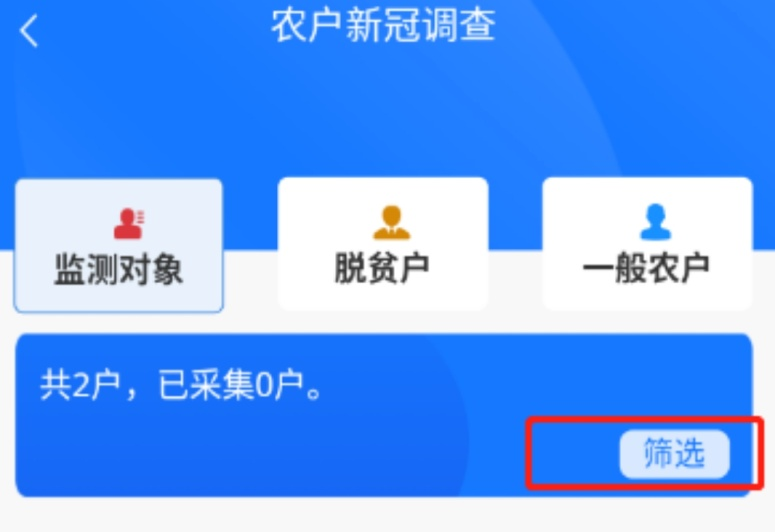 农户新冠调查
监测对象
脱贫户
一般农户
共2户，已采集0户。
筛选